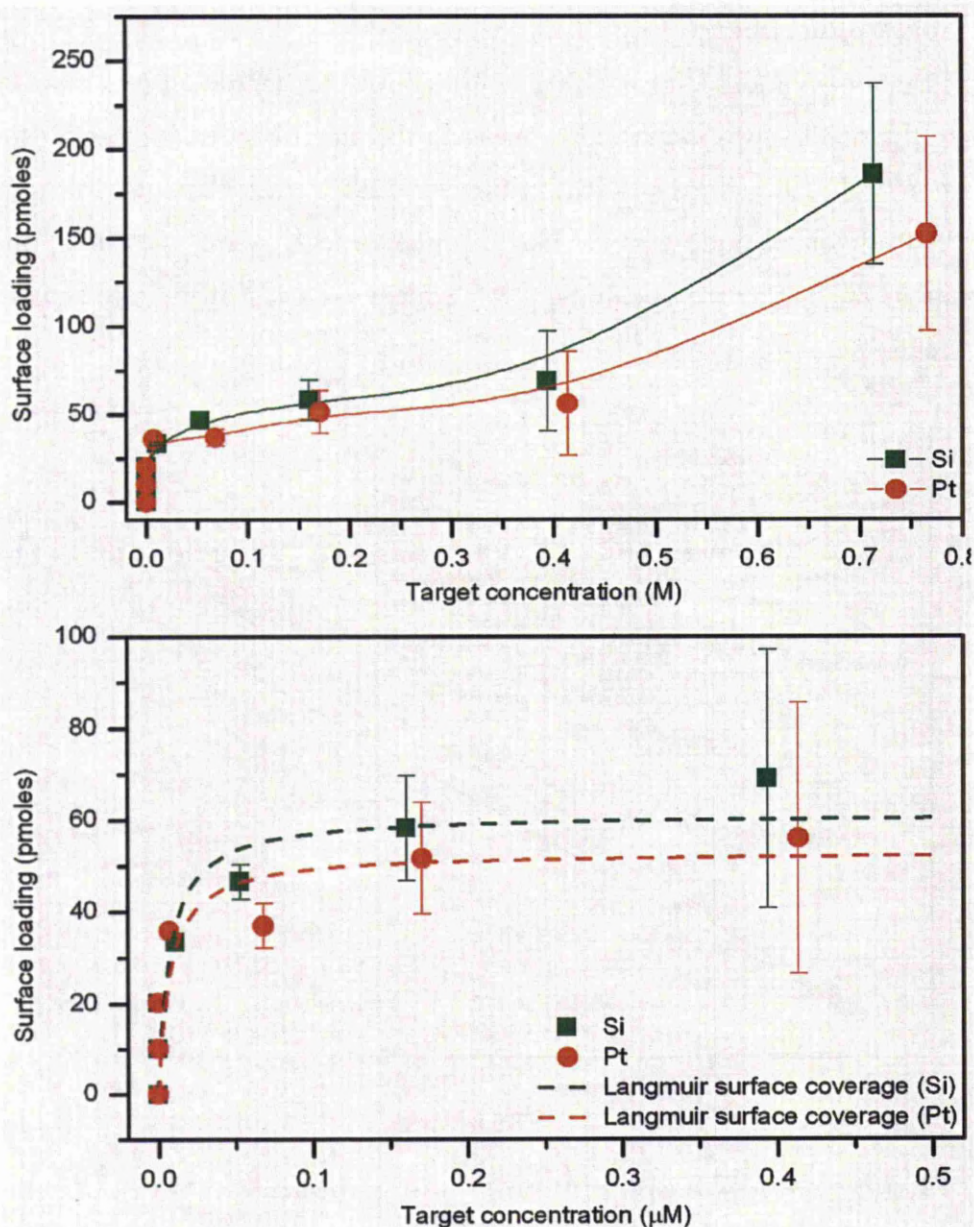 250
200
150
100
50
0
Surface loading (pmoles)
Si
Pt
0.0 0.1 0.2 0.3 0.4 0.5 0.6 0.7 0.8
Target concentration (M)
100
80
60
40
20
0
Surface loading (pmoles)
Si
Pt
Langmuir surface coverage (Si)
Langmuir surface coverage (Pt)
0.0 0.1 0.2 0.3 0.4 0.5
Target concentration (µM)